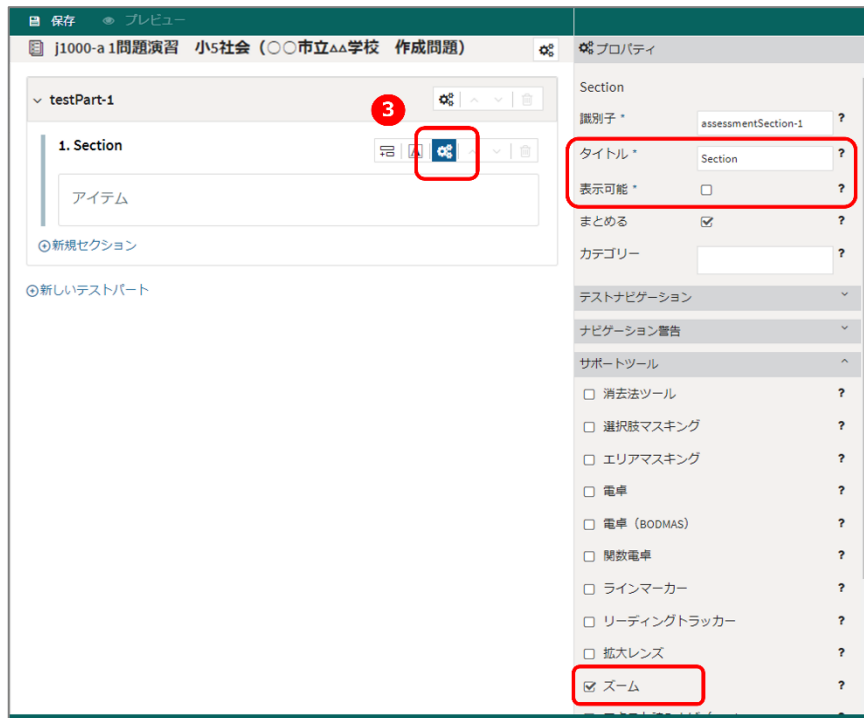 保存 プレビュー
j1000-a 1問題演習 小5社会（○○市立△△学校 作成問題）
プロパティ
testPart-1
3
1. Section
アイテム
新規セクション
新しいテストパート
Section
識別子 * assessmentSection-1 ?
タイトル * Section ?
表示可能 * ?
まとめる ?
カテゴリー ?
テストナビゲーション
ナビゲーション警告
サポートツール
消去法ツール ?
選択肢マスキング ?
エリアマスキング ?
電卓 ?
電卓（BODMAS） ?
関数電卓 ?
ラインマーカー ?
リーディングトラッカー ?
拡大レンズ ?
ズーム ?